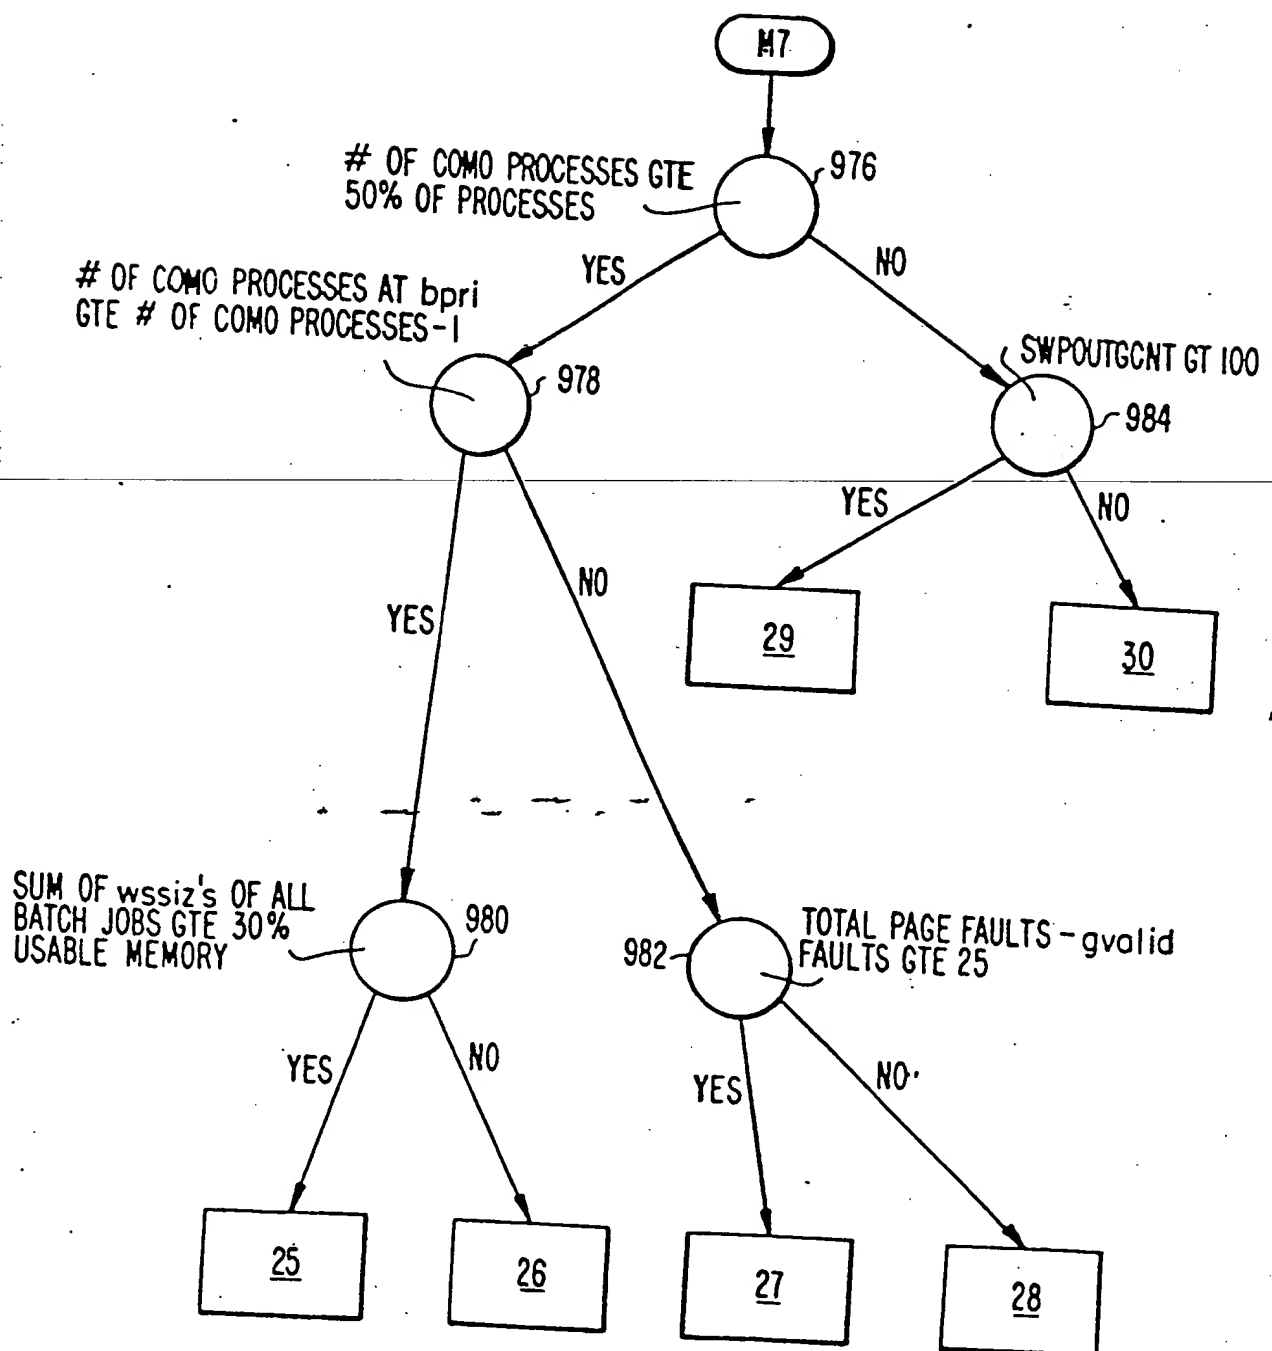 M7
# OF COMO PROCESSES GTE
50% OF PROCESSES
976
YES
NO
# OF COMO PROCESSES AT bpri
GTE # OF COMO PROCESSES-1
978
SWPOUTGCNT GT 100
984
YES
NO
YES
NO
29
30
SUM OF wssiz's OF ALL
BATCH JOBS GTE 30%
USABLE MEMORY
980
982
TOTAL PAGE FAULTS-gvalid
FAULTS GTE 25
YES
NO
YES
NO
25
26
27
28